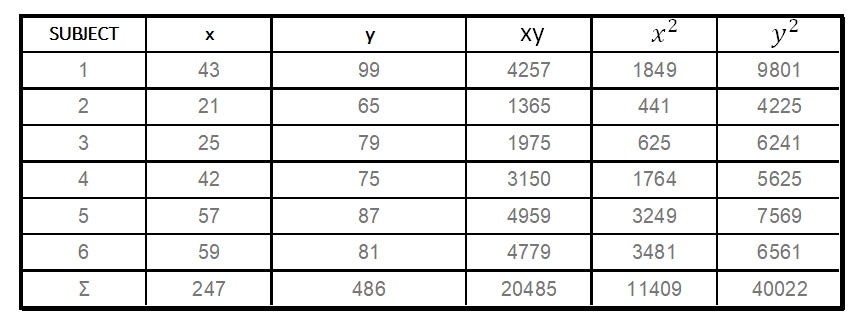 SUBJECT x y xy x² y²
1 43 99 4257 1849 9801
2 21 65 1365 441 4225
3 25 79 1975 625 6241
4 42 75 3150 1764 5625
5 57 87 4959 3249 7569
6 59 81 4779 3481 6561
Σ 247 486 20485 11409 40022